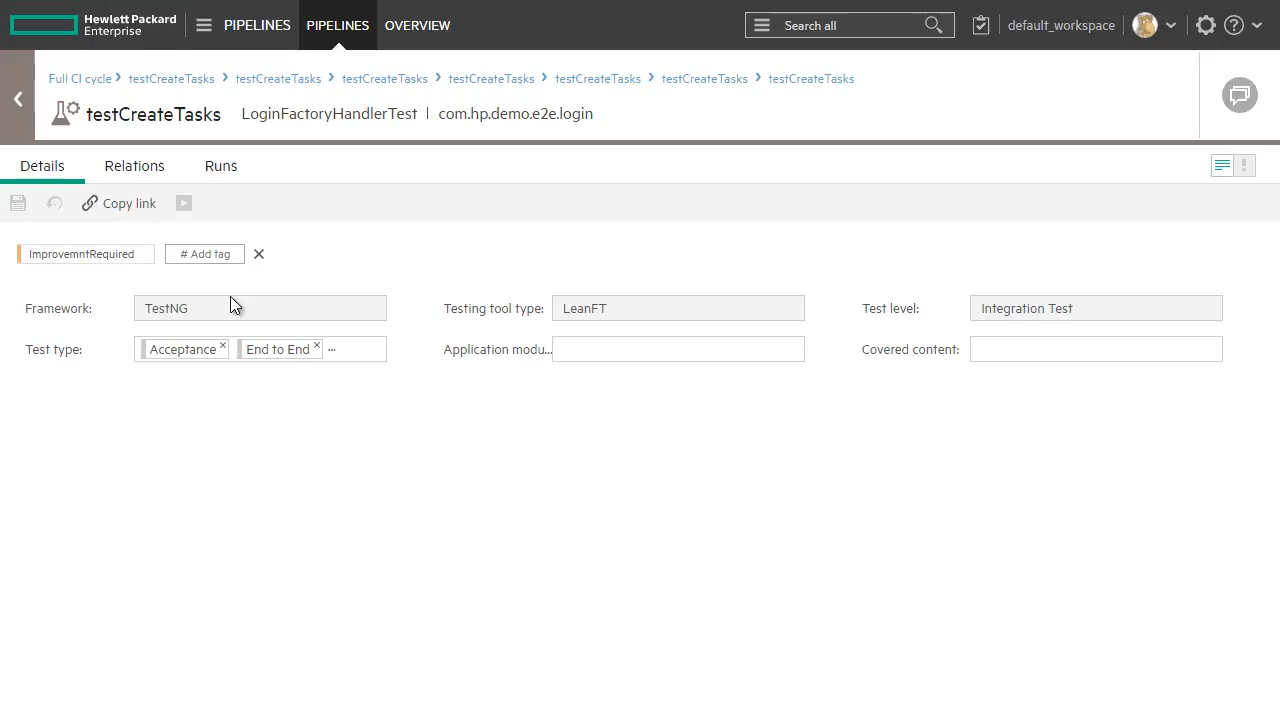 Hewlett Packard
Enterprise
PIPELINES
PIPELINES
OVERVIEW
Search all
default_workspace
Full CI cycle > testCreateTasks > testCreateTasks > testCreateTasks > testCreateTasks > testCreateTasks > testCreateTasks > testCreateTasks
testCreateTasks LoginFactoryHandlerTest | com.hp.demo.e2e.login
Details Relations Runs
Copy link
ImprovemntRequired # Add tag
Framework: TestNG Testing tool type: LeanFT Test level: Integration Test
Test type: Acceptance × End to End × ... Application modu... Covered content: